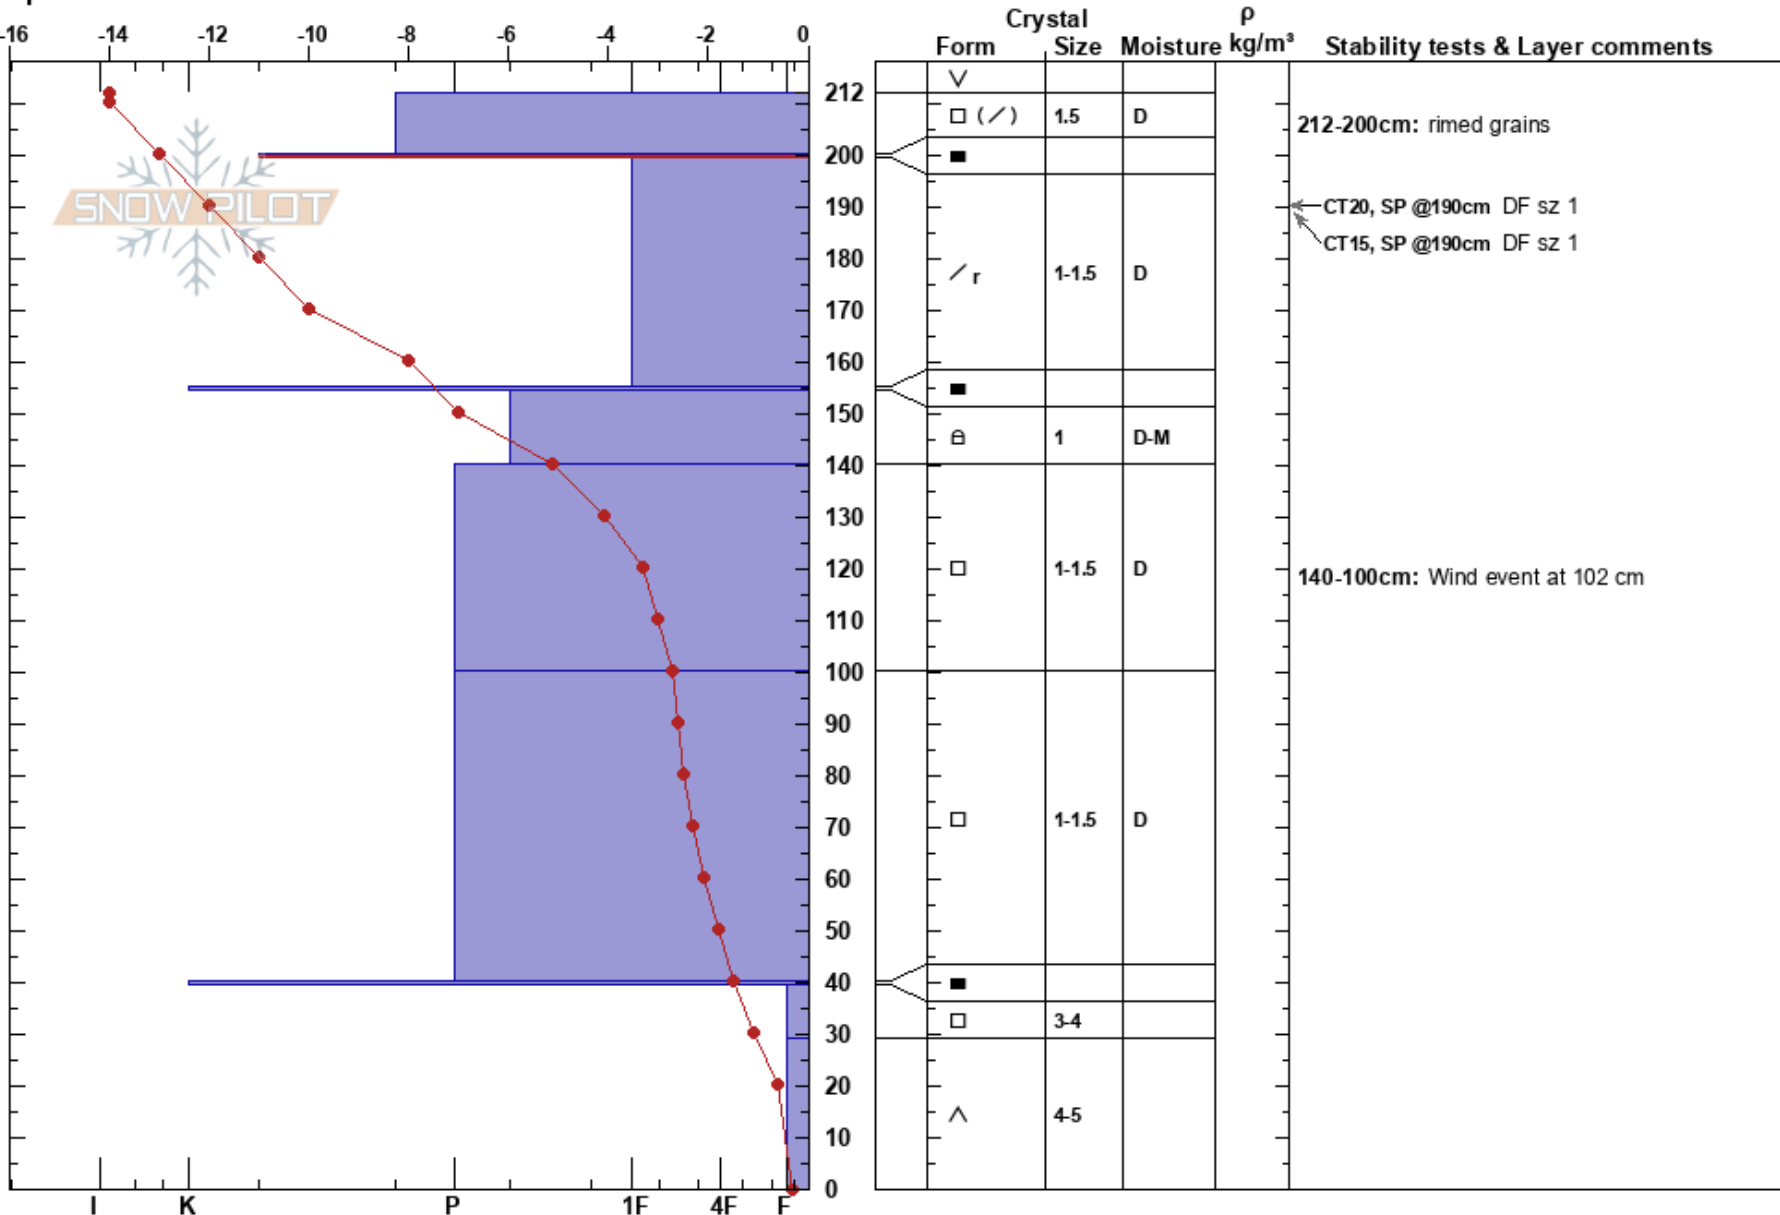 Crystal ρ
-16 -14 -12 -10 -8 -6 -4 -2 0 Form Size Moisture kg/m³ Stability tests & Layer comments
212
1.5 D
212-200cm: rimed grains
200
SNOW PILOT
190
CT20, SP @190cm DF sz 1
CT15, SP @190cm DF sz 1
180
r 1-1.5 D
170
160
150
1 D-M
140
130
120
1-1.5 D
140-100cm: Wind event at 102 cm
110
100
90
80
70
1-1.5 D
60
50
40
3-4
30
20
4-5
10
0
I K P 1F 4F F